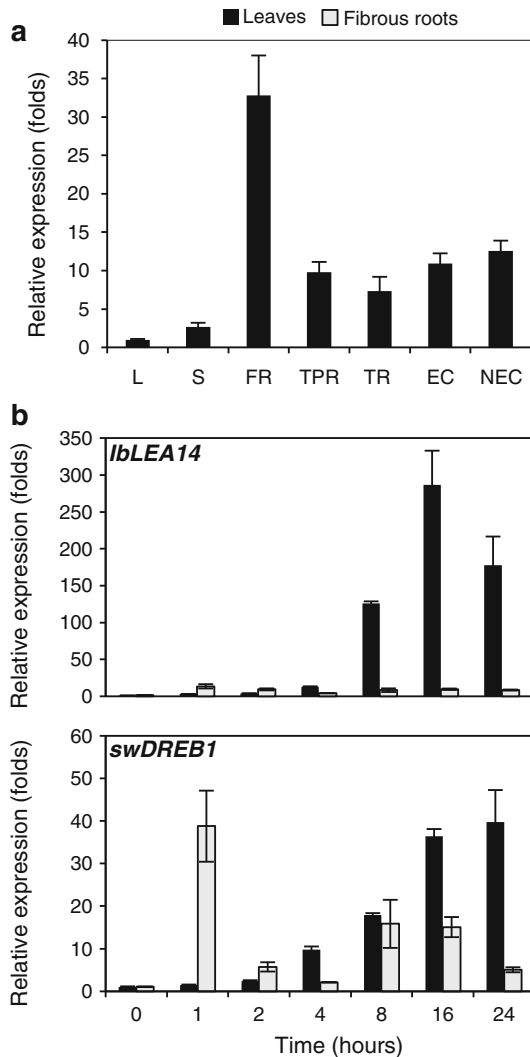 Leaves Fibrous roots
a
Relative expression (folds)
40
35
30
25
20
15
10
5
0
L S FR TPR TR EC NEC
b
IbLEA14
Relative expression (folds)
350
300
250
200
150
100
50
0
swDREB1
Relative expression (folds)
60
50
40
30
20
10
0
0 1 2 4 8 16 24
Time (hours)